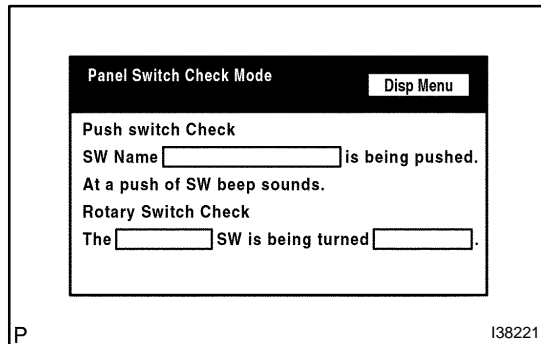 Panel Switch Check Mode
Disp Menu
Push switch Check
SW Name is being pushed.
At a push of SW beep sounds.
Rotary Switch Check
The SW is being turned .
P
I38221